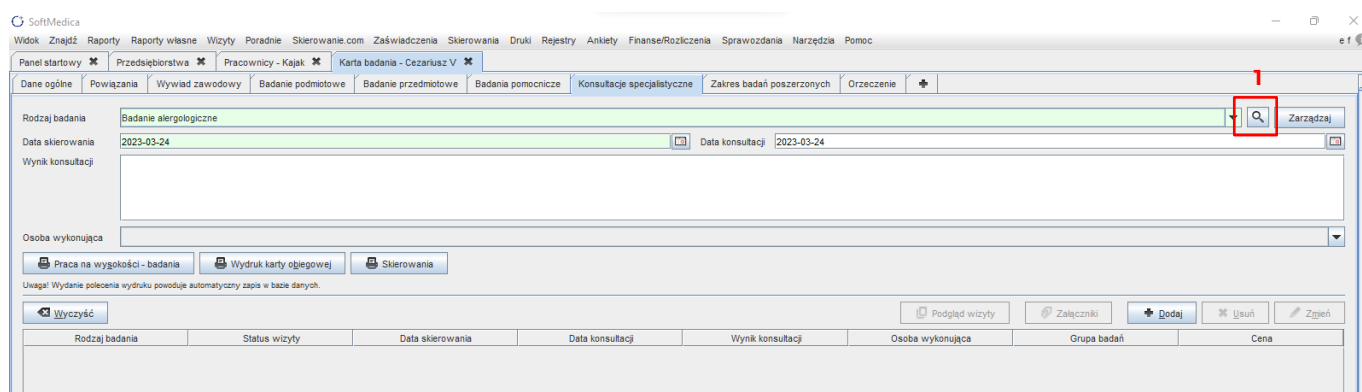 SoftMedica
Widok Znajdź Raporty Raporty własne Wizyty Poradnie Skierowanie.com Zaświadczenia Skierowania Druki Rejestry Ankiety Finanse/Rozliczenia Sprawozdania Narzędzia Pomoc e f
Panel startowy Przedsiębiorstwa Pracownicy - Kajak Karta badania - Cezariusz V
Dane ogólne Powiązania Wywiad zawodowy Badanie podmiotowe Badanie przedmiotowe Badania pomocnicze Konsultacje specjalistyczne Zakres badań poszerzonych Orzeczenie
1
Rodzaj badania Badanie alergologiczne Zarządzaj
Data skierowania 2023-03-24 Data konsultacji 2023-03-24
Wynik konsultacji
Osoba wykonująca
Praca na wysokości - badania Wydruk karty obiegowej Skierowania
Uwaga! Wydanie polecenia wydruku powoduje automatyczny zapis w bazie danych.
Wyczyść Podgląd wizyty Załączniki Dodaj Usuń Zmień
Rodzaj badania Status wizyty Data skierowania Data konsultacji Wynik konsultacji Osoba wykonująca Grupa badań Cena